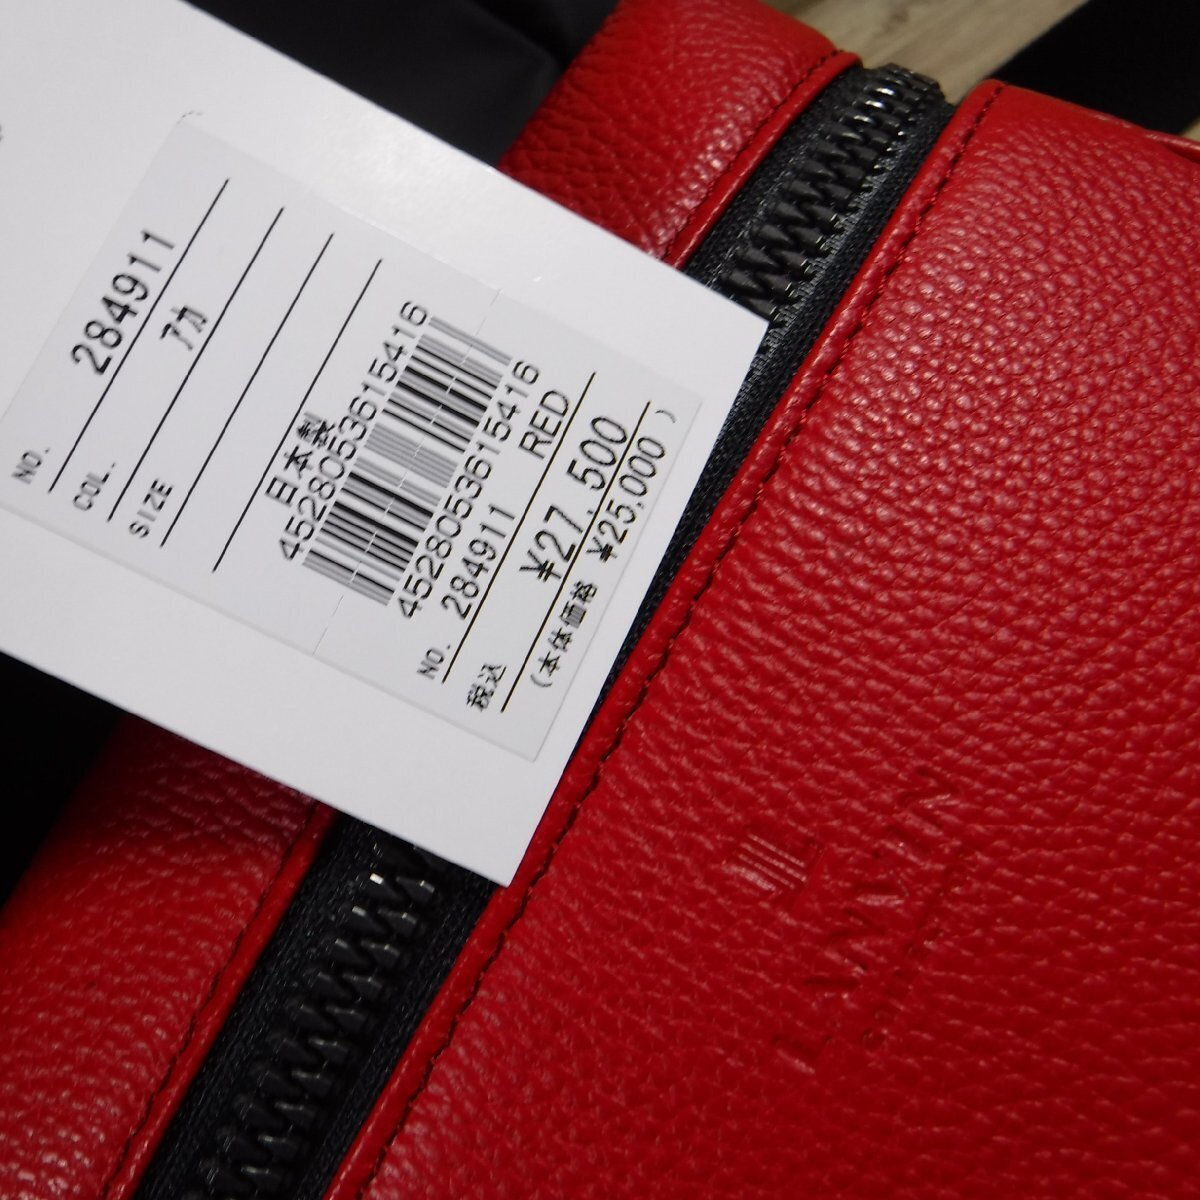 NO. 284911
COL. アカ
SIZE
日本製
4528053615416
4528053615416
NO. 284911 RED
税込 ¥27,500
(本体価格 ¥25,000 )
LANVIN